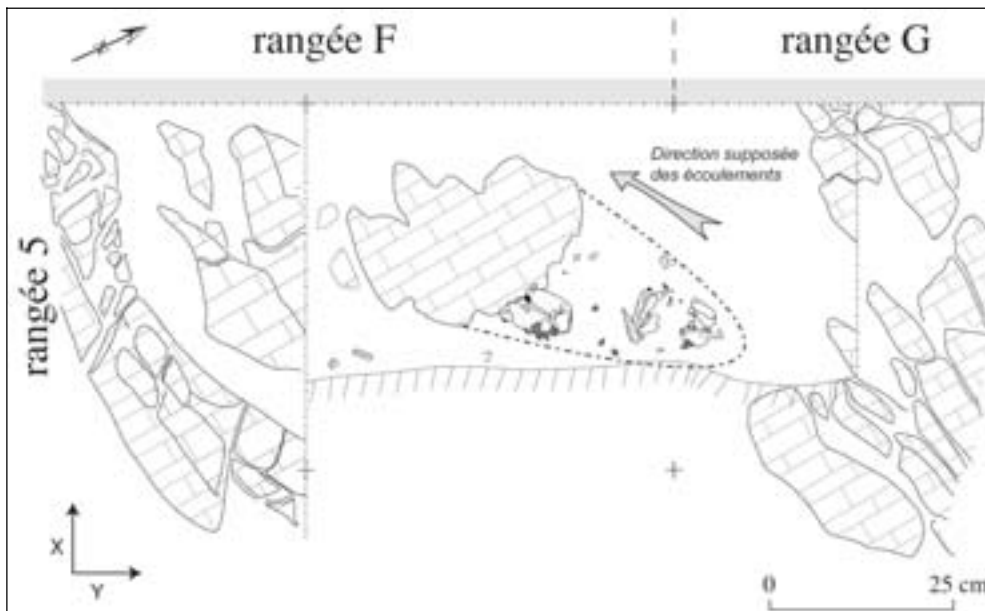 rangée F
rangée G
Direction supposée
des écoulements
rangée 5
X
Y
0 25 cm